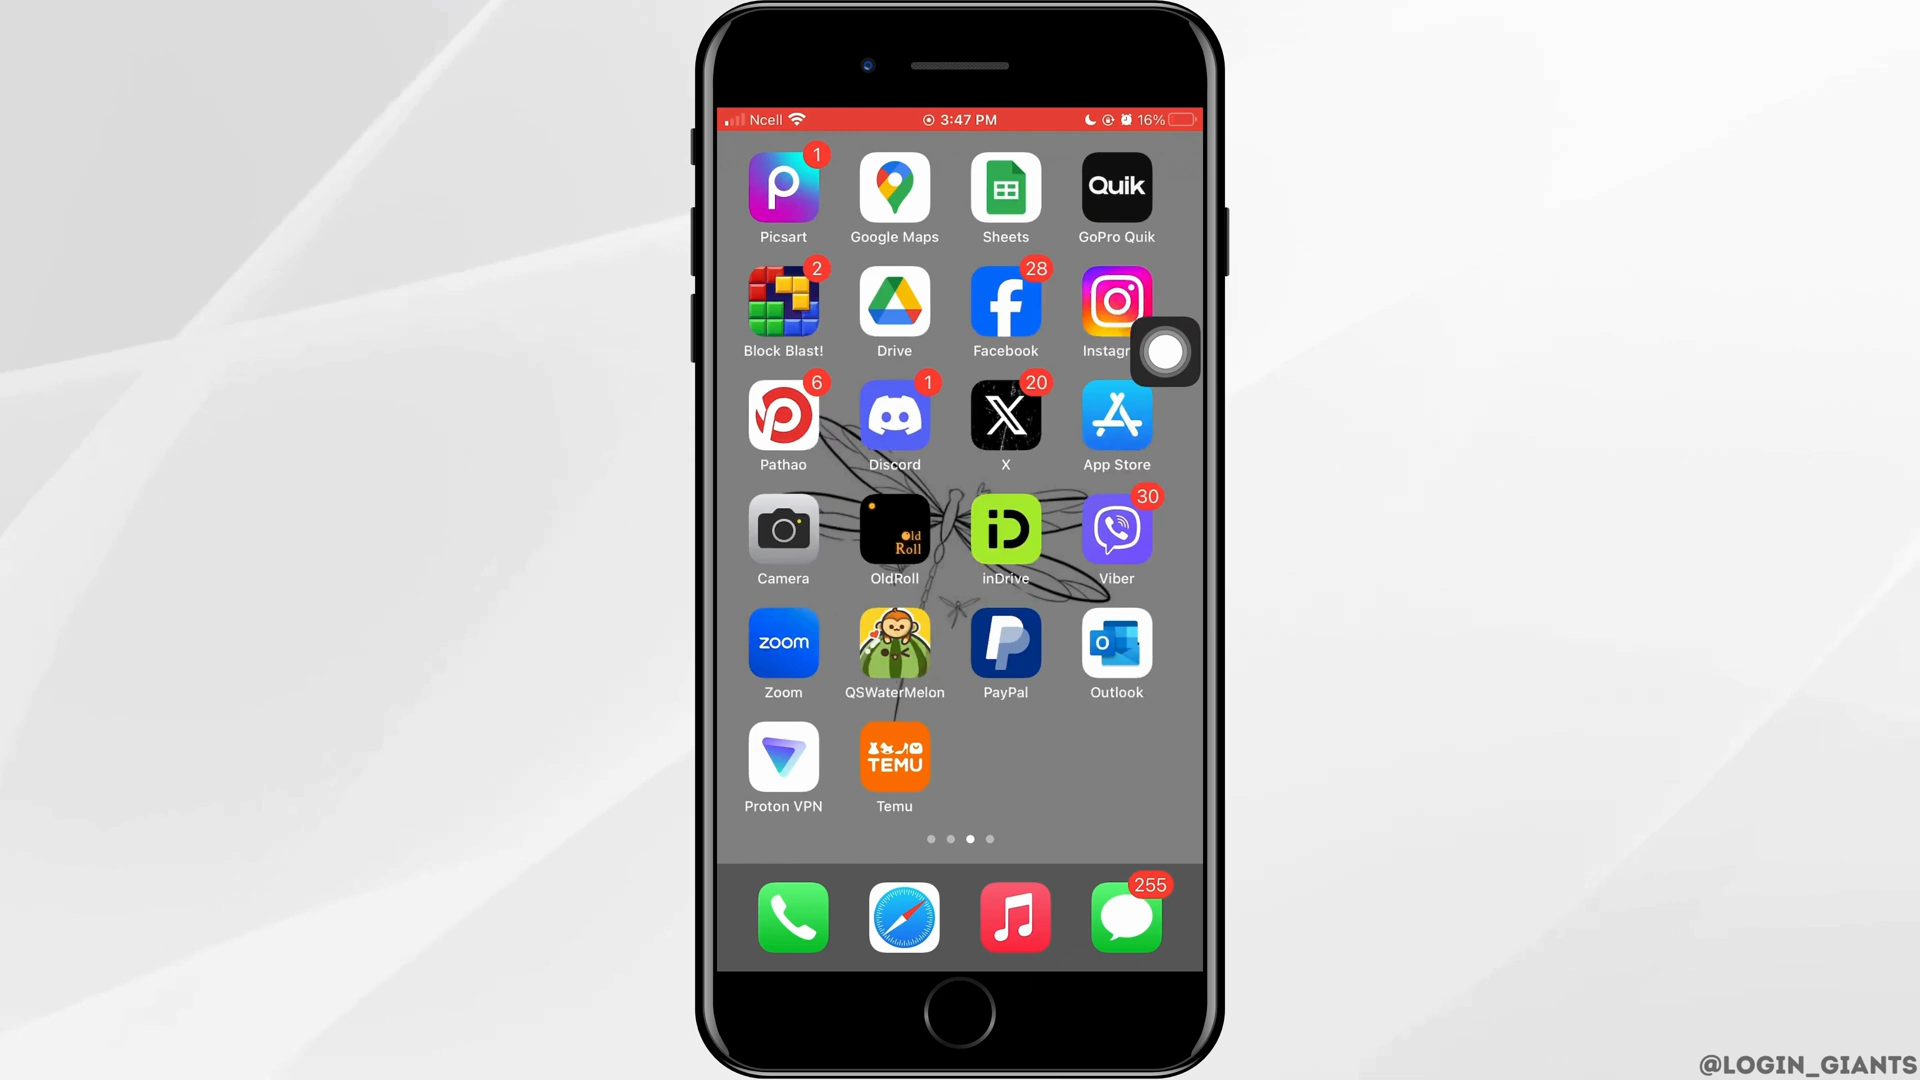 Ncell 3:47 PM 16%
1
Quik
Picsart Google Maps Sheets GoPro Quik
2 28
Block Blast! Drive Facebook Instagr
6 1 20
Pathao Discord X App Store
30
Old
Roll
iD
Camera OldRoll inDrive Viber
zoom
O
Zoom QSWaterMelon PayPal Outlook
TEMU
Proton VPN Temu
255
@LOGIN_GIANTS